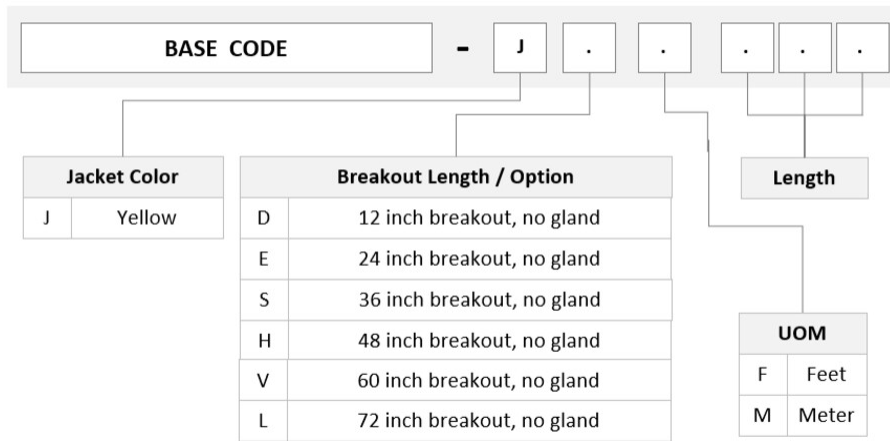 BASE CODE - J . . . . .
Jacket Color
J Yellow
Breakout Length / Option
D 12 inch breakout, no gland
E 24 inch breakout, no gland
S 36 inch breakout, no gland
H 48 inch breakout, no gland
V 60 inch breakout, no gland
L 72 inch breakout, no gland
Length
UOM
F Feet
M Meter